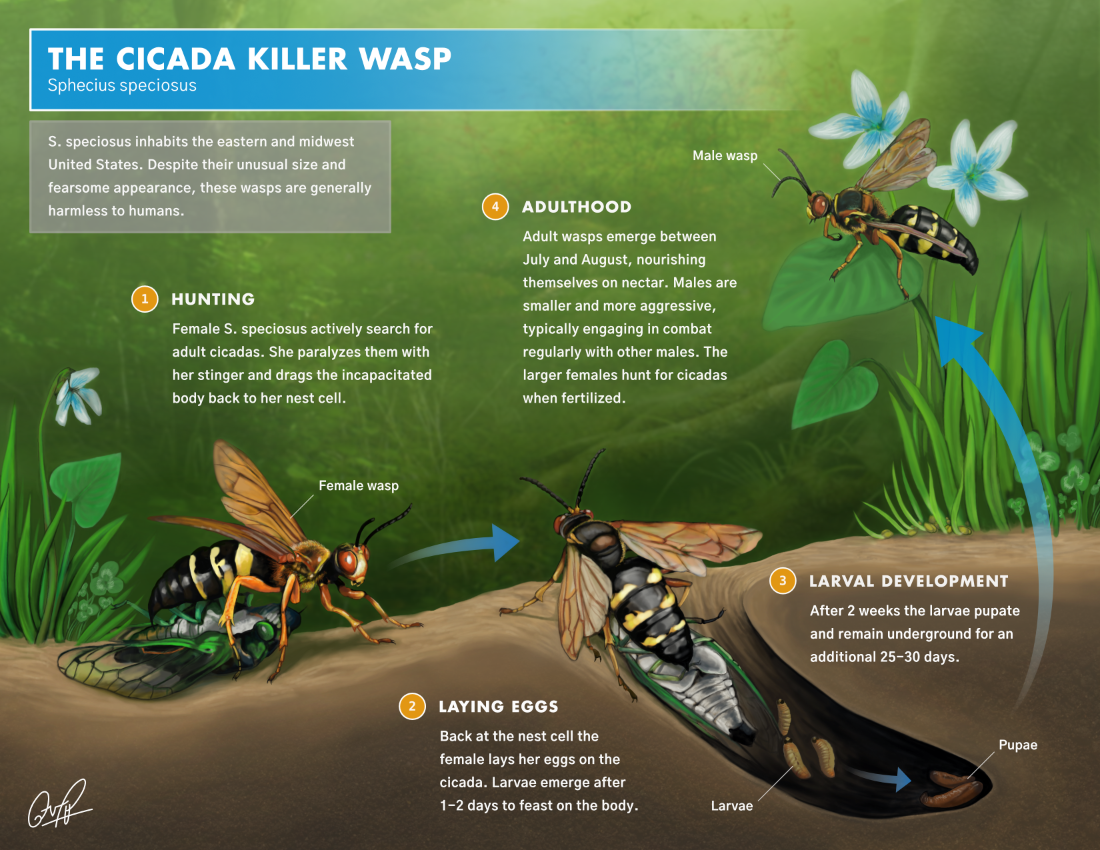 THE CICADA KILLER WASP
Sphecius speciosus
S. speciosus inhabits the eastern and midwest
United States. Despite their unusual size and
fearsome appearance, these wasps are generally
harmless to humans.
1 HUNTING
Female S. speciosus actively search for
adult cicadas. She paralyzes them with
her stinger and drags the incapacitated
body back to her nest cell.
Female wasp
2 LAYING EGGS
Back at the nest cell the
female lays her eggs on the
cicada. Larvae emerge after
1–2 days to feast on the body.
Larvae
Pupae
3 LARVAL DEVELOPMENT
After 2 weeks the larvae pupate
and remain underground for an
additional 25–30 days.
4 ADULTHOOD
Adult wasps emerge between
July and August, nourishing
themselves on nectar. Males are
smaller and more aggressive,
typically engaging in combat
regularly with other males. The
larger females hunt for cicadas
when fertilized.
Male wasp